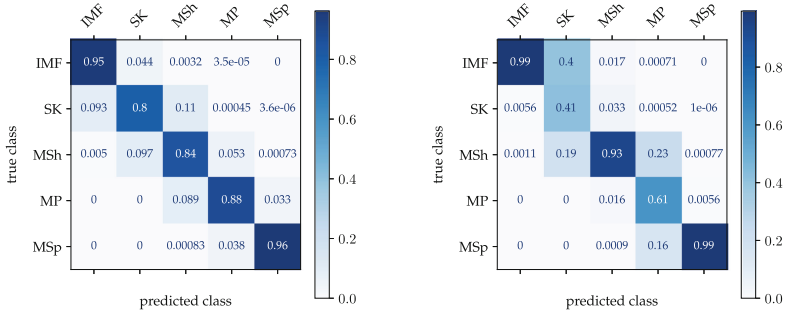 IMF SK MSh MP MSp
IMF 0.95 0.044 0.0032 3.5e-05 0
SK 0.093 0.8 0.11 0.00045 3.6e-06
MSh 0.005 0.097 0.84 0.053 0.00073
MP 0 0 0.089 0.88 0.033
MSp 0 0 0.00083 0.038 0.96
true class
predicted class
0.8
0.6
0.4
0.2
0.0
IMF SK MSh MP MSp
IMF 0.99 0.4 0.017 0.00071 0
SK 0.0056 0.41 0.033 0.00052 1e-06
MSh 0.0011 0.19 0.93 0.23 0.00077
MP 0 0 0.016 0.61 0.0056
MSp 0 0 0.0009 0.16 0.99
true class
predicted class
0.8
0.6
0.4
0.2
0.0